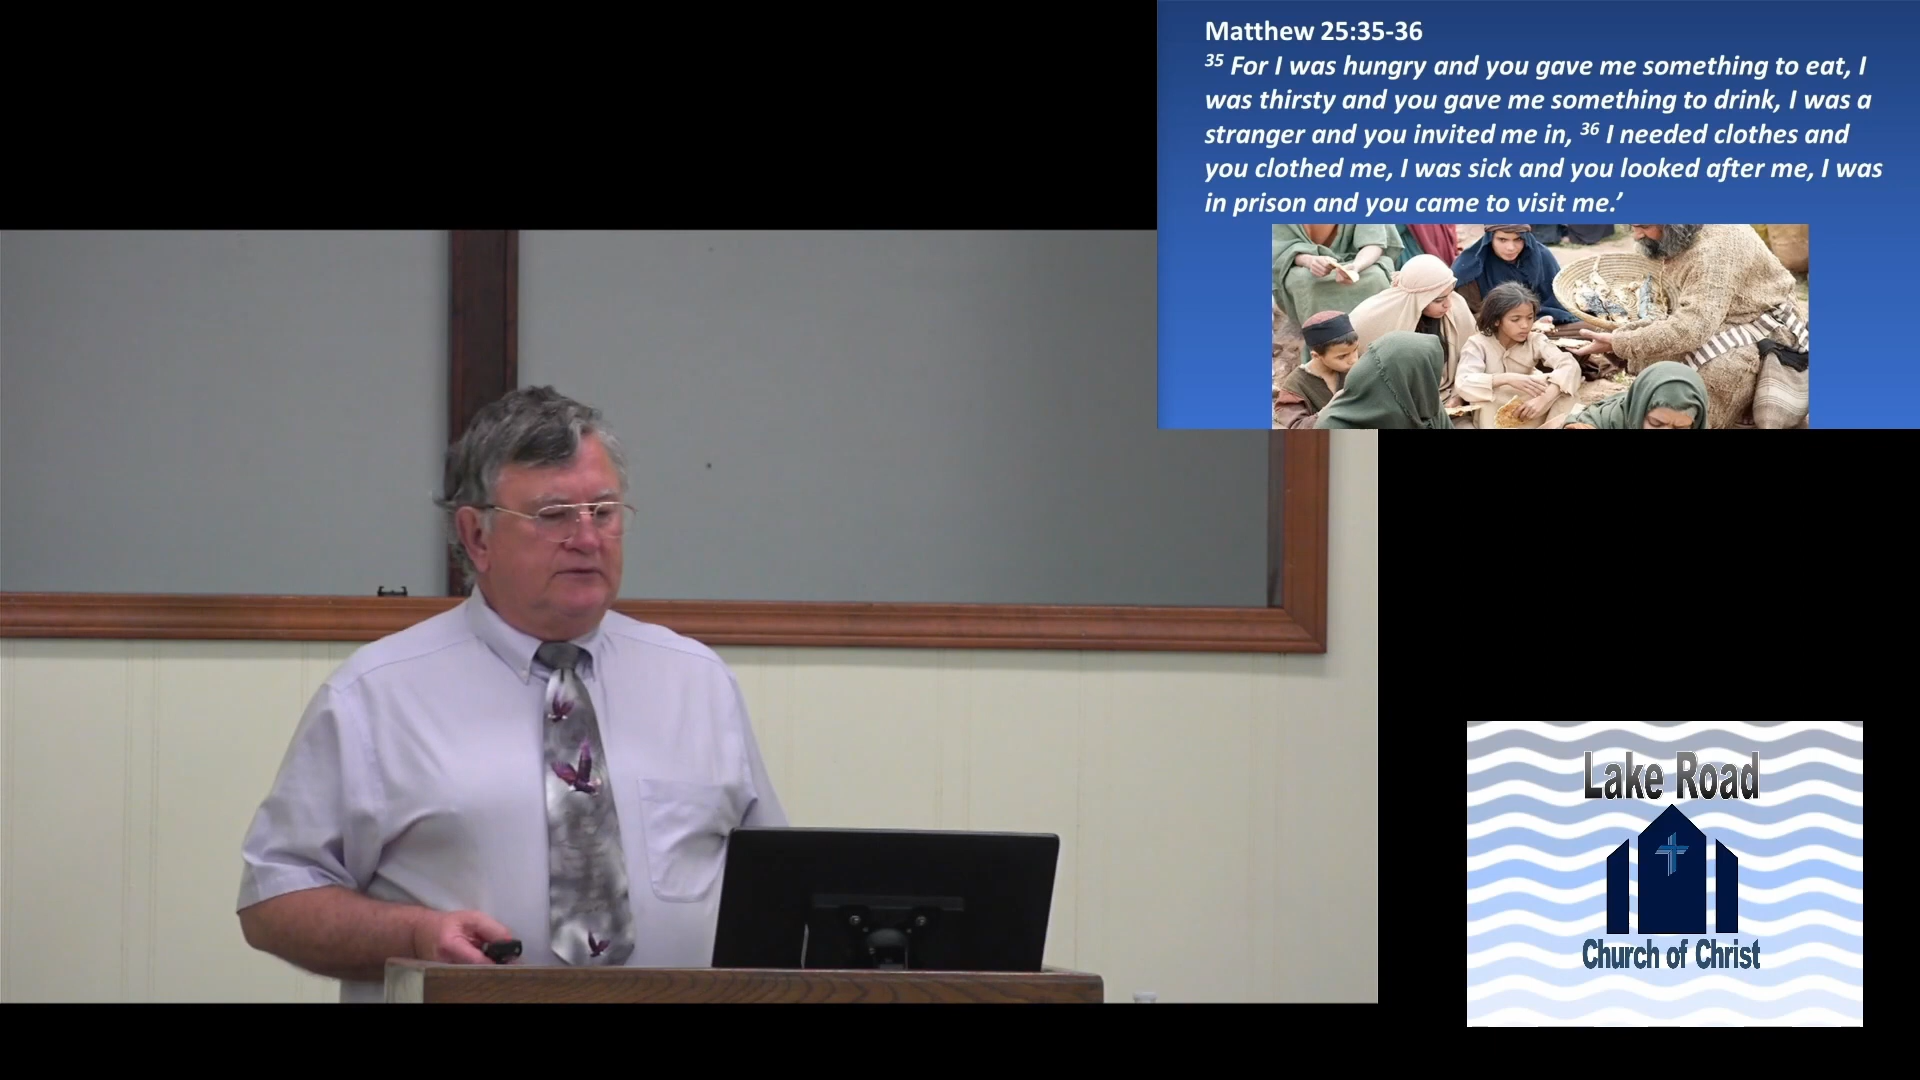 Matthew 25:35-36
35 For I was hungry and you gave me something to eat, I
was thirsty and you gave me something to drink, I was a
stranger and you invited me in, 36 I needed clothes and
you clothed me, I was sick and you looked after me, I was
in prison and you came to visit me.’
Lake Road
Church of Christ